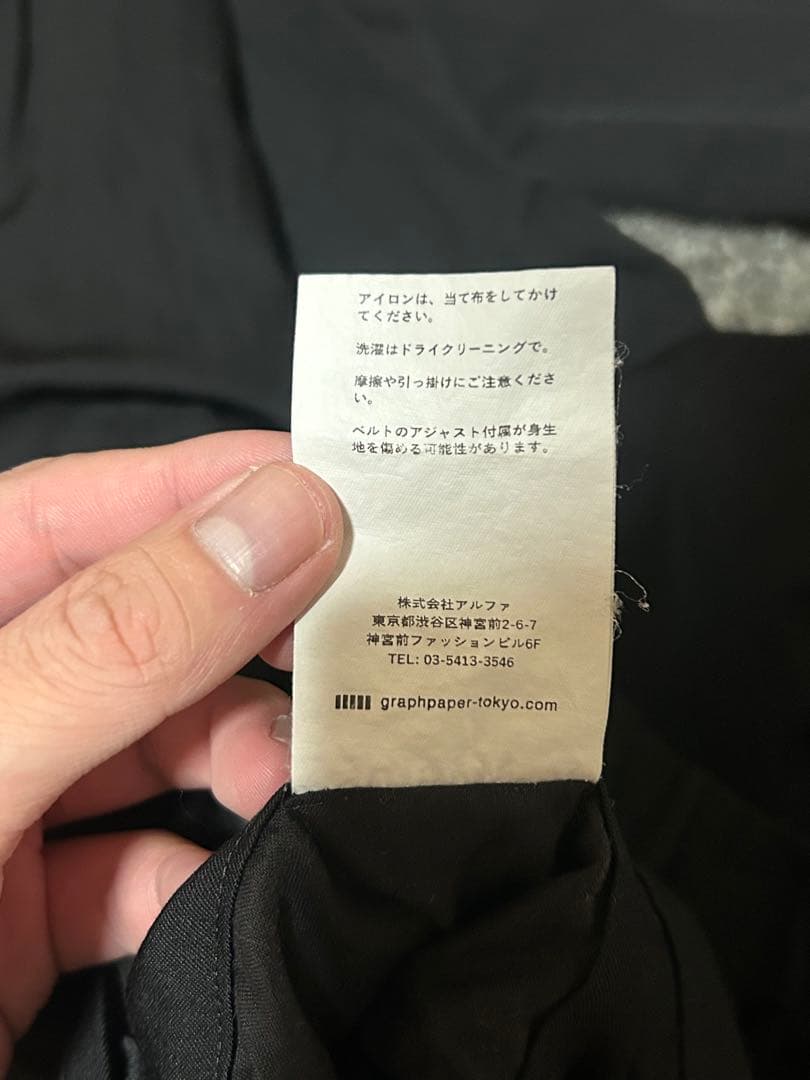 アイロンは、当て布をしてかけ
てください。
洗濯はドライクリーニングで。
摩擦や引っ掛けにご注意くださ
い。
ベルトのアジャスト付属が身生
地を傷める可能性があります。
株式会社アルファ
東京都渋谷区神宮前2-6-7
神宮前ファッションビル6F
TEL: 03-5413-3546
graphpaper-tokyo.com